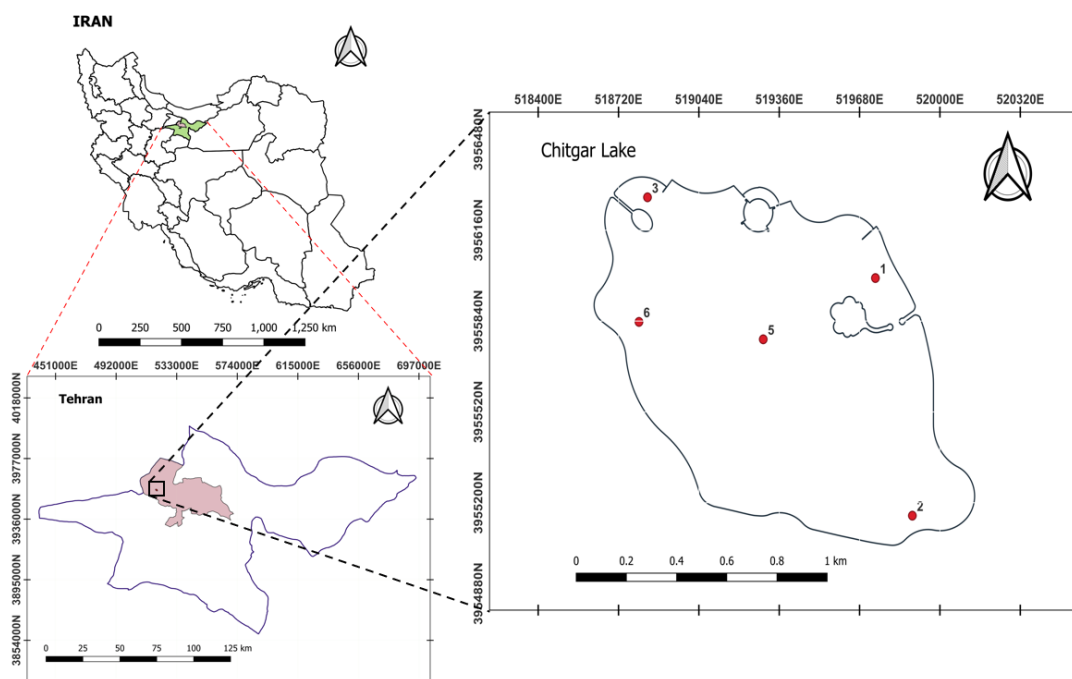 IRAN
0 250 500 750 1,000 1,250 km
451000E 492000E 533000E 574000E 615000E 656000E 697000E
Tehran
4018000N
3977000N
3936000N
3895000N
3854000N
0 25 50 75 100 125 km
518400E 518720E 519040E 519360E 519680E 520000E 520320E
Chitgar Lake
3956480N
3956160N
3955840N
3955520N
3955200N
3954880N
3
1
6
5
2
0 0.2 0.4 0.6 0.8 1 km